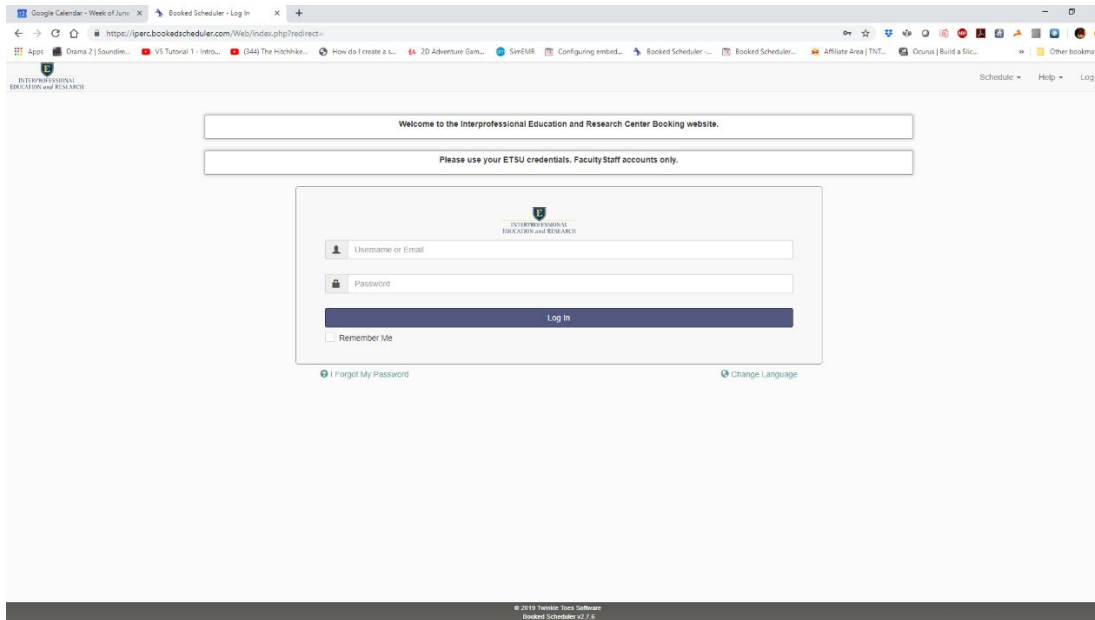 Google Calendar - Week of June
Booked Scheduler - Log In
https://iperc.bookedscheduler.com/Web/index.php?redirect=
Apps
Drama 2 | Soundim...
VS Tutorial 1 - Intro...
(344) The Hitchhike...
How do I create a s...
2D Adventure Gam...
SimEMR
Configuring embed...
Booked Scheduler -...
Booked Scheduler...
Affiliate Area | TNT...
Ocurus | Build a Slic...
Other bookma
E
INTERPROFESSIONAL
EDUCATION and RESEARCH
Schedule
Help
Log
Welcome to the Interprofessional Education and Research Center Booking website.
Please use your ETSU credentials. Faculty/Staff accounts only.
E
INTERPROFESSIONAL
EDUCATION and RESEARCH
Username or Email
Password
Log In
Remember Me
I Forgot My Password
Change Language
© 2019 Twinkle Toes Software
Booked Scheduler v2.7.6